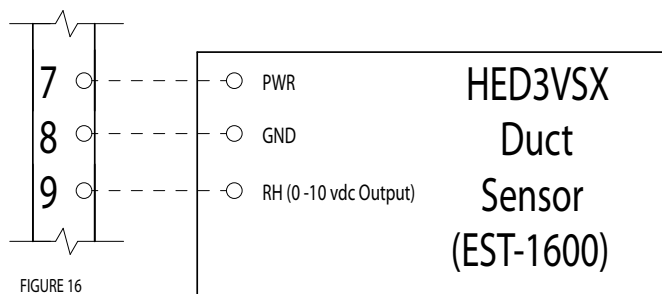 7 PWR
8 GND
9 RH (0 -10 vdc Output)
HED3VSX
Duct
Sensor
(EST-1600)
FIGURE 16